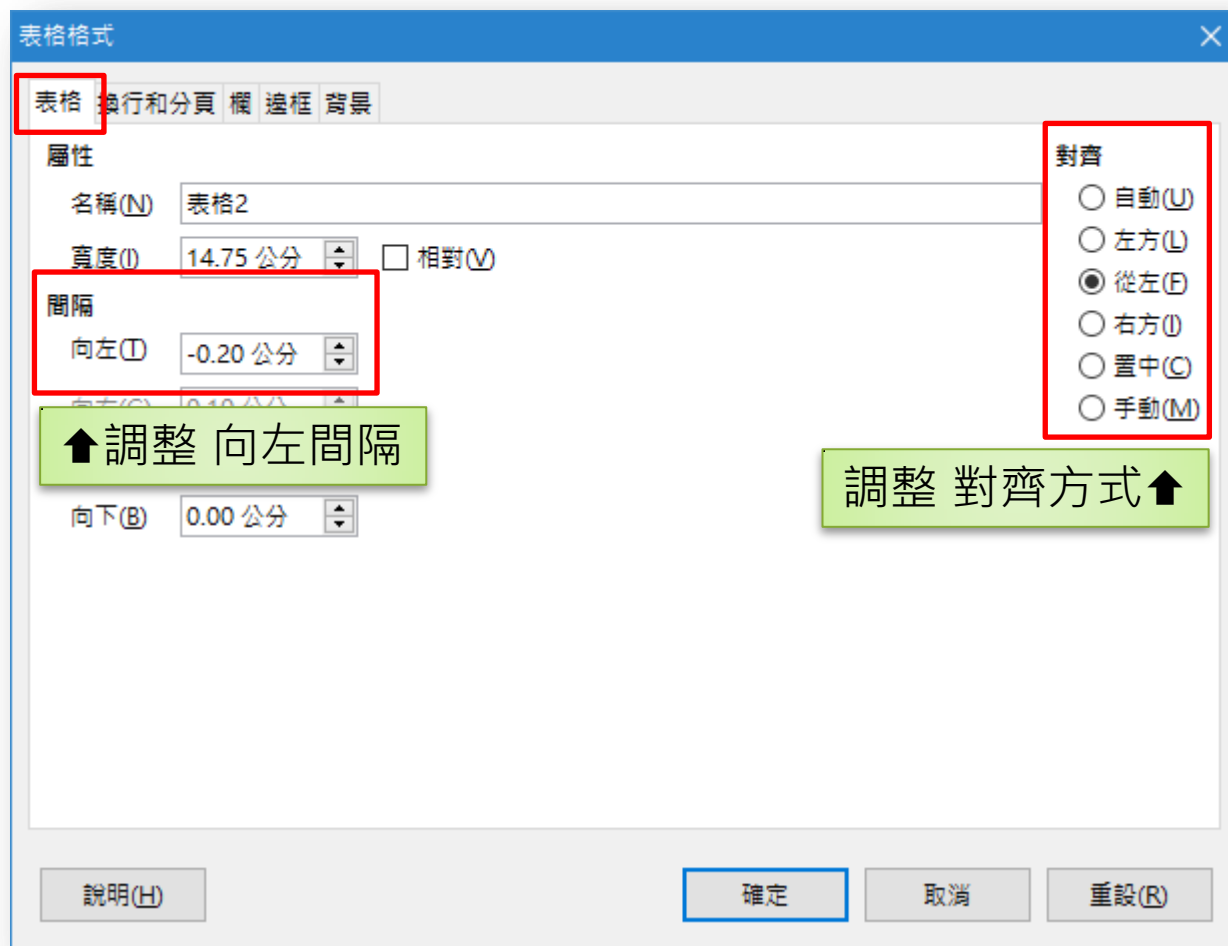 表格格式
表格 換行和分頁 欄 邊框 背景
屬性
名稱(N) 表格2
寬度(I) 14.75 公分 相對(V)
間隔
向左(T) -0.20 公分
⬆調整 向左間隔
向下(B) 0.00 公分
對齊
自動(U)
左方(L)
從左(F)
右方(I)
置中(C)
手動(M)
調整 對齊方式⬆
說明(H) 確定 取消 重設(R)